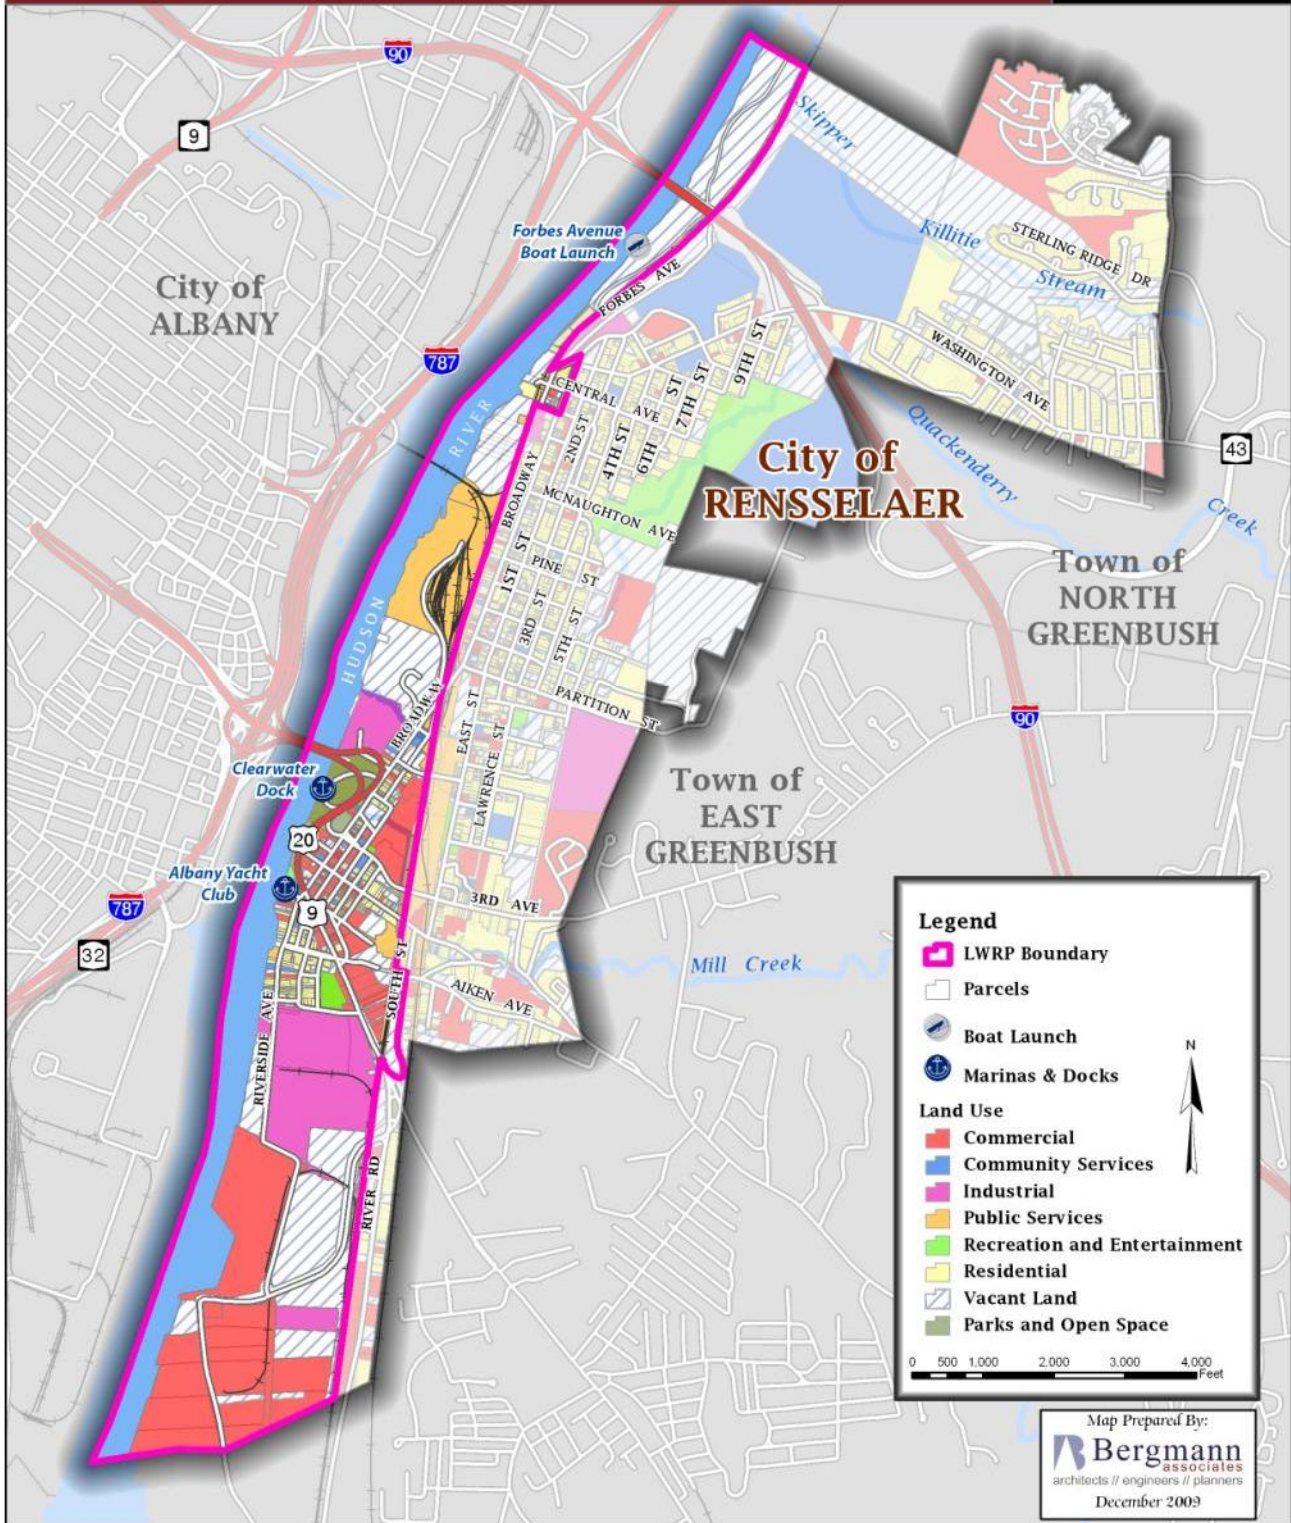 90
9
Skipper
Forbes Avenue
Boat Launch
Killitie
STERLING RIDGE DR
Stream
City of
ALBANY
FORBES AVE
787
WASHINGTON AVE
9TH ST
7TH ST
6TH ST
4TH ST
2ND ST
CENTRAL AVE
HUDSON RIVER
Quackenderry
Creek
43
City of
RENSSELAER
BROADWAY
MCNAUGHTON AVE
1ST ST
PINE ST
3RD ST
5TH ST
Town of
NORTH
GREENBUSH
PARTITION ST
BROADWAY
EAST ST
LAWRENCE ST
90
Clearwater
Dock
Town of
EAST
GREENBUSH
20
Albany Yacht
Club
787
9
3RD AVE
32
Mill Creek
SOUTH ST
AIKEN AVE
RIVERSIDE AVE
RIVER RD
Legend
LWRP Boundary
Parcels
Boat Launch
Marinas & Docks
N
Land Use
Commercial
Community Services
Industrial
Public Services
Recreation and Entertainment
Residential
Vacant Land
Parks and Open Space
0 500 1,000 2,000 3,000 4,000
Feet
Map Prepared By:
Bergmann
associates
architects // engineers // planners
December 2009